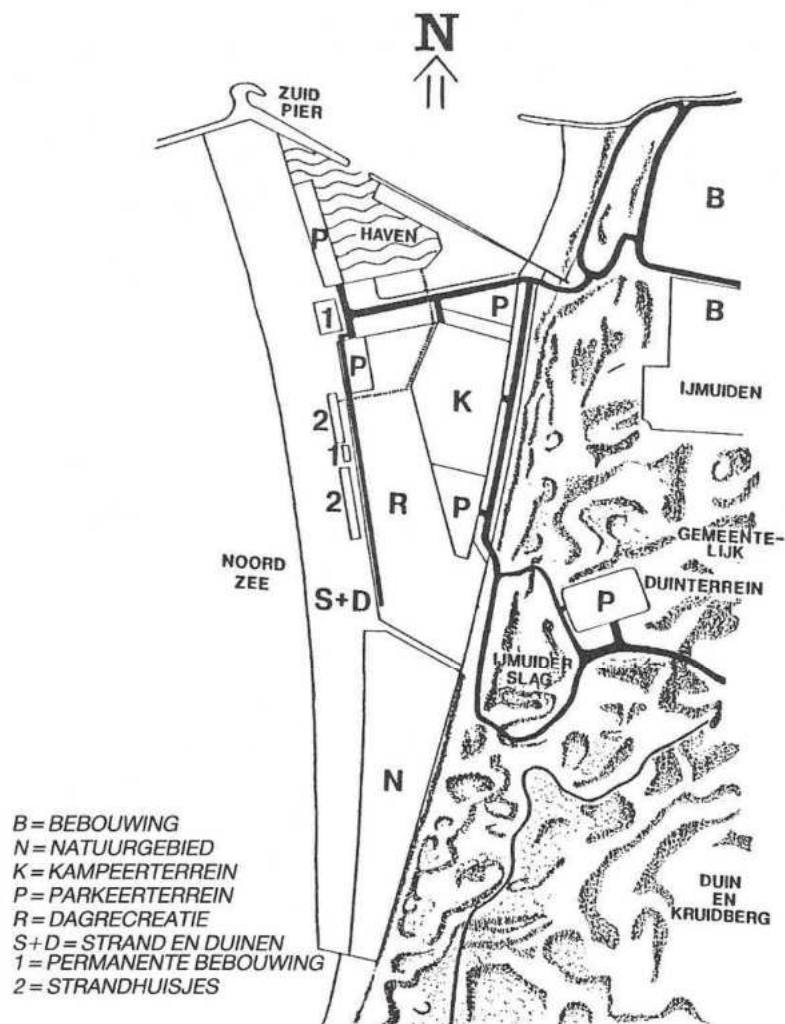 N
ZUID
PIER
B
P
HAVEN
1
P
B
P
IJMUIDEN
K
2
1
R
P
2
GEMEENTE-
LIJK
NOORD
ZEE
DUINTERREIN
P
S+D
IJMUIDER
SLAG
N
B = BEBOUWING
N = NATUURGEBIED
K = KAMPEERTERREIN
P = PARKEERTERREIN
R = DAGRECREATIE
S+D = STRAND EN DUINEN
1 = PERMANENTE BEBOUWING
2 = STRANDHUISJES
DUIN
EN
KRUIDBERG